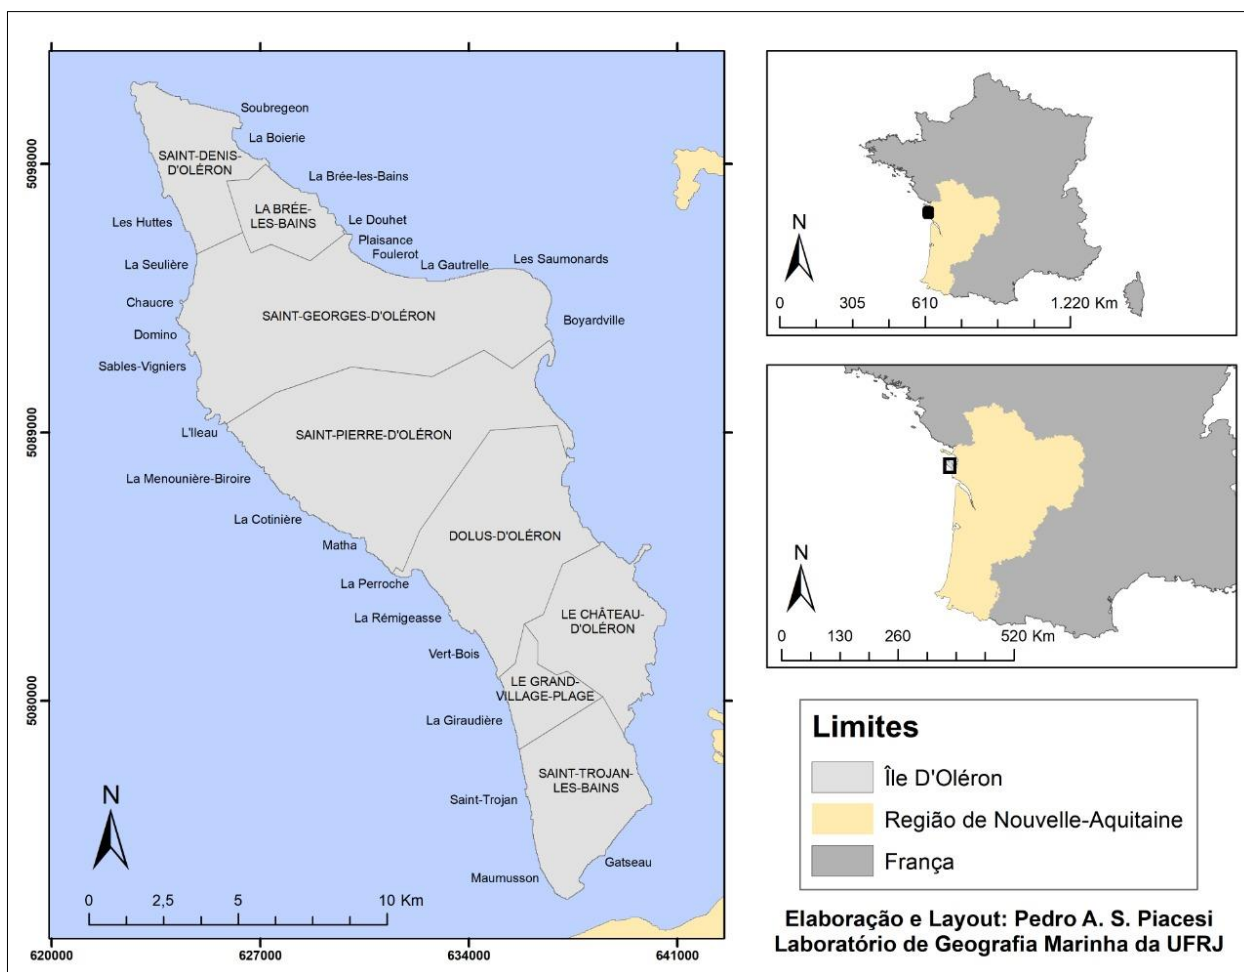 Soubregeon
La Boierie
SAINT-DENIS-
D'OLÉRON
La Brée-les-Bains
LA BRÉE-
LES-BAINS
Les Huttes
Le Douhet
Plaisance
Foulerot
La Gautrelle
Les Saumonards
La Seulière
Chaucre
SAINT-GEORGES-D'OLÉRON
Boyardville
Domino
Sables-Vigniers
L'Ileau
SAINT-PIERRE-D'OLÉRON
La Menounière-Biroire
La Cotinière
Matha
DOLUS-D'OLÉRON
La Perroche
La Rémigeasse
LE CHÂTEAU-
D'OLÉRON
Vert-Bois
LE GRAND-
VILLAGE-PLAGE
La Giraudière
SAINT-TROJAN-
LES-BAINS
Saint-Trojan
Gatseau
Maumusson
N
0 2,5 5 10 Km
5098000
5089000
5080000
620000 627000 634000 641000
N
0 305 610 1.220 Km
N
0 130 260 520 Km
Limites
Île D'Oléron
Região de Nouvelle-Aquitaine
França
Elaboração e Layout: Pedro A. S. Piacesi
Laboratório de Geografia Marinha da UFRJ